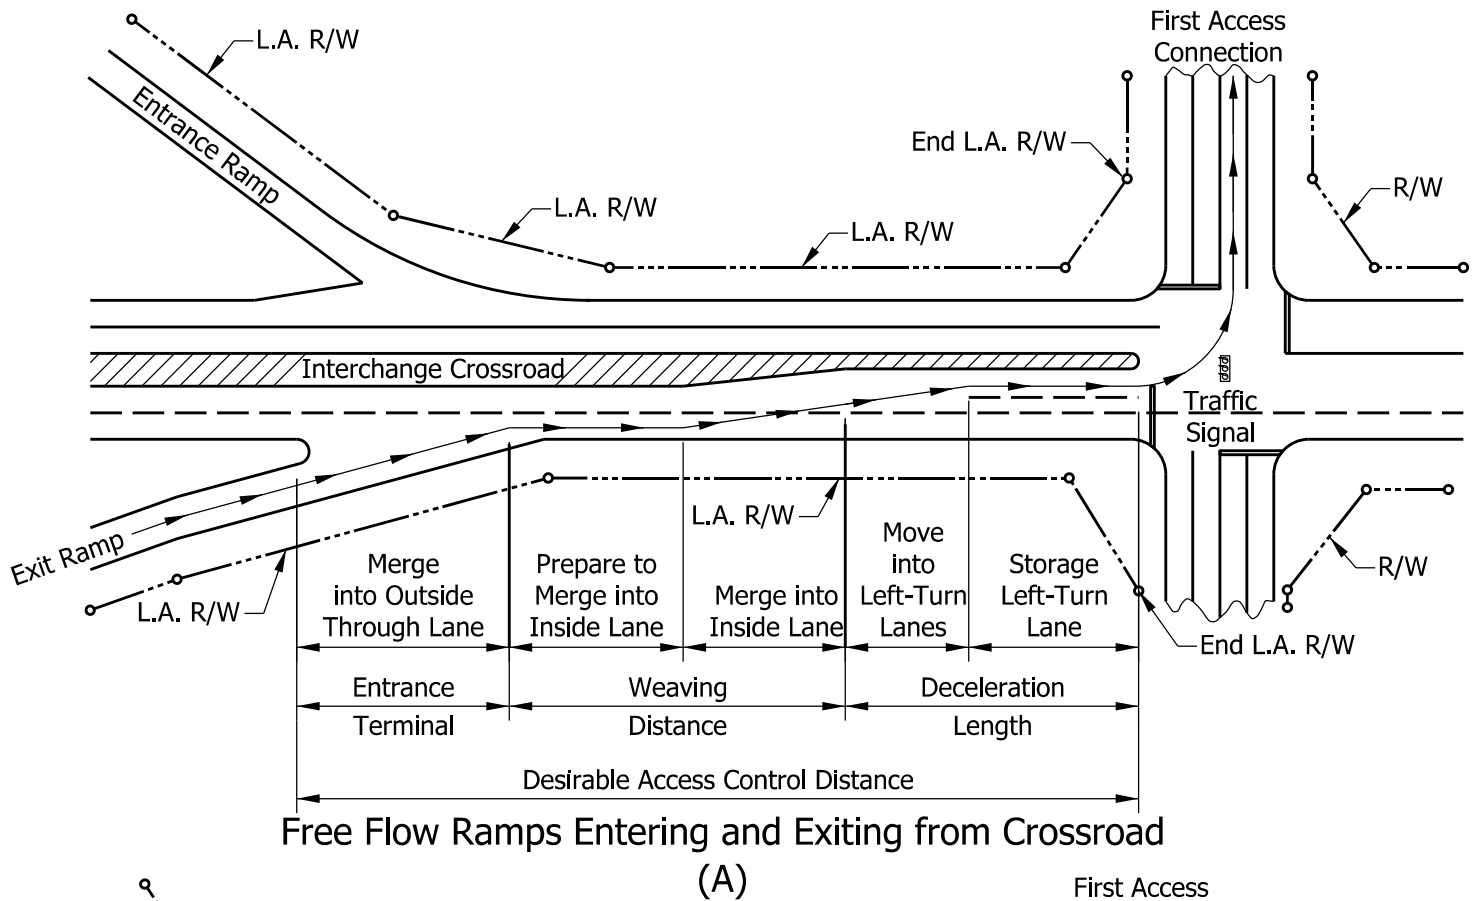 First Access
Connection
L.A. R/W
Entrance Ramp
End L.A. R/W
R/W
L.A. R/W
L.A. R/W
Interchange Crossroad
Traffic
Signal
Exit Ramp
L.A. R/W
L.A. R/W
R/W
End L.A. R/W
Merge
into Outside
Through Lane
Prepare to
Merge into
Inside Lane
Merge into
Inside Lane
Move
into
Left-Turn
Lanes
Storage
Left-Turn
Lane
Entrance
Terminal
Weaving
Distance
Deceleration
Length
Desirable Access Control Distance
Free Flow Ramps Entering and Exiting from Crossroad
(A)
First Access